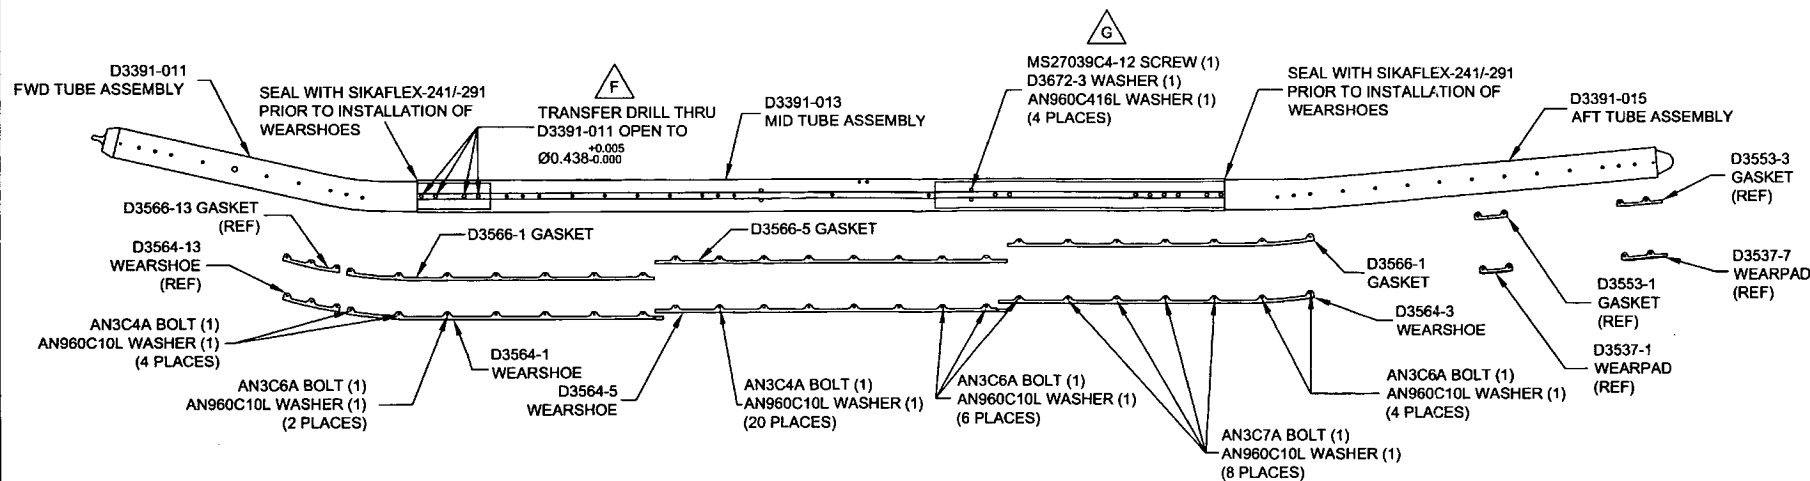 G
MS27039C4-12 SCREW (1)
D3672-3 WASHER (1)
AN960C416L WASHER (1)
(4 PLACES)
D3391-011
FWD TUBE ASSEMBLY
SEAL WITH SIKAFLEX-241/-291
PRIOR TO INSTALLATION OF
WEARSHOES
F
TRANSFER DRILL THRU
D3391-011 OPEN TO
Ø0.438 +0.005
-0.000
D3391-013
MID TUBE ASSEMBLY
SEAL WITH SIKAFLEX-241/-291
PRIOR TO INSTALLATION OF
WEARSHOES
D3391-015
AFT TUBE ASSEMBLY
D3553-3
GASKET
(REF)
D3566-13 GASKET
(REF)
D3566-1 GASKET
D3566-5 GASKET
D3564-13
WEARSHOE
(REF)
D3566-1
GASKET
D3553-1
GASKET
(REF)
D3537-7
WEARPAD
(REF)
AN3C4A BOLT (1)
AN960C10L WASHER (1)
(4 PLACES)
D3564-1
WEARSHOE
D3564-3
WEARSHOE
D3537-1
WEARPAD
(REF)
AN3C6A BOLT (1)
AN960C10L WASHER (1)
(2 PLACES)
D3564-5
WEARSHOE
AN3C4A BOLT (1)
AN960C10L WASHER (1)
(20 PLACES)
AN3C6A BOLT (1)
AN960C10L WASHER (1)
(6 PLACES)
AN3C6A BOLT (1)
AN960C10L WASHER (1)
(4 PLACES)
AN3C7A BOLT (1)
AN960C10L WASHER (1)
(8 PLACES)